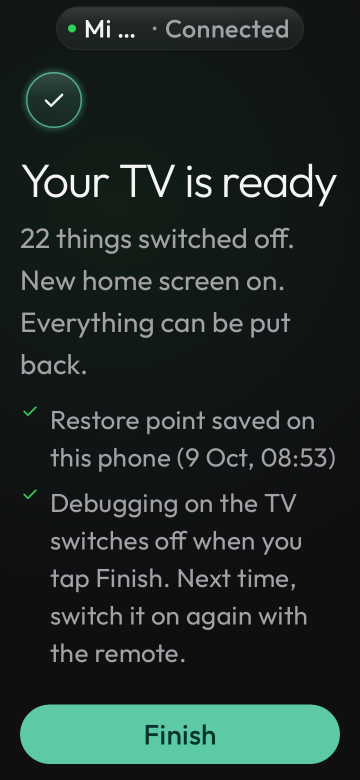 Mi ... · Connected
Your TV is ready
22 things switched off.
New home screen on.
Everything can be put
back.
Restore point saved on
this phone (9 Oct, 08:53)
Debugging on the TV
switches off when you
tap Finish. Next time,
switch it on again with
the remote.
Finish